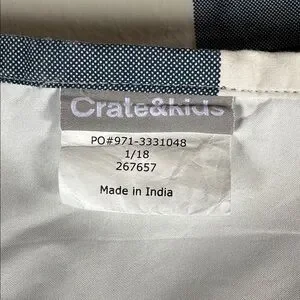 Crate&kids
PO#971-3331048
1/18
267657
Made in India